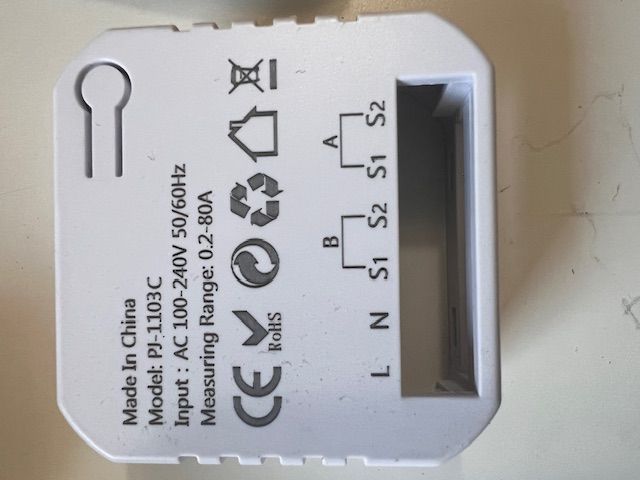 Made In China
Model: PJ-1103C
Input : AC 100-240V 50/60Hz
Measuring Range: 0.2-80A
CE
RoHS
B A
L N S1 S2 S1 S2